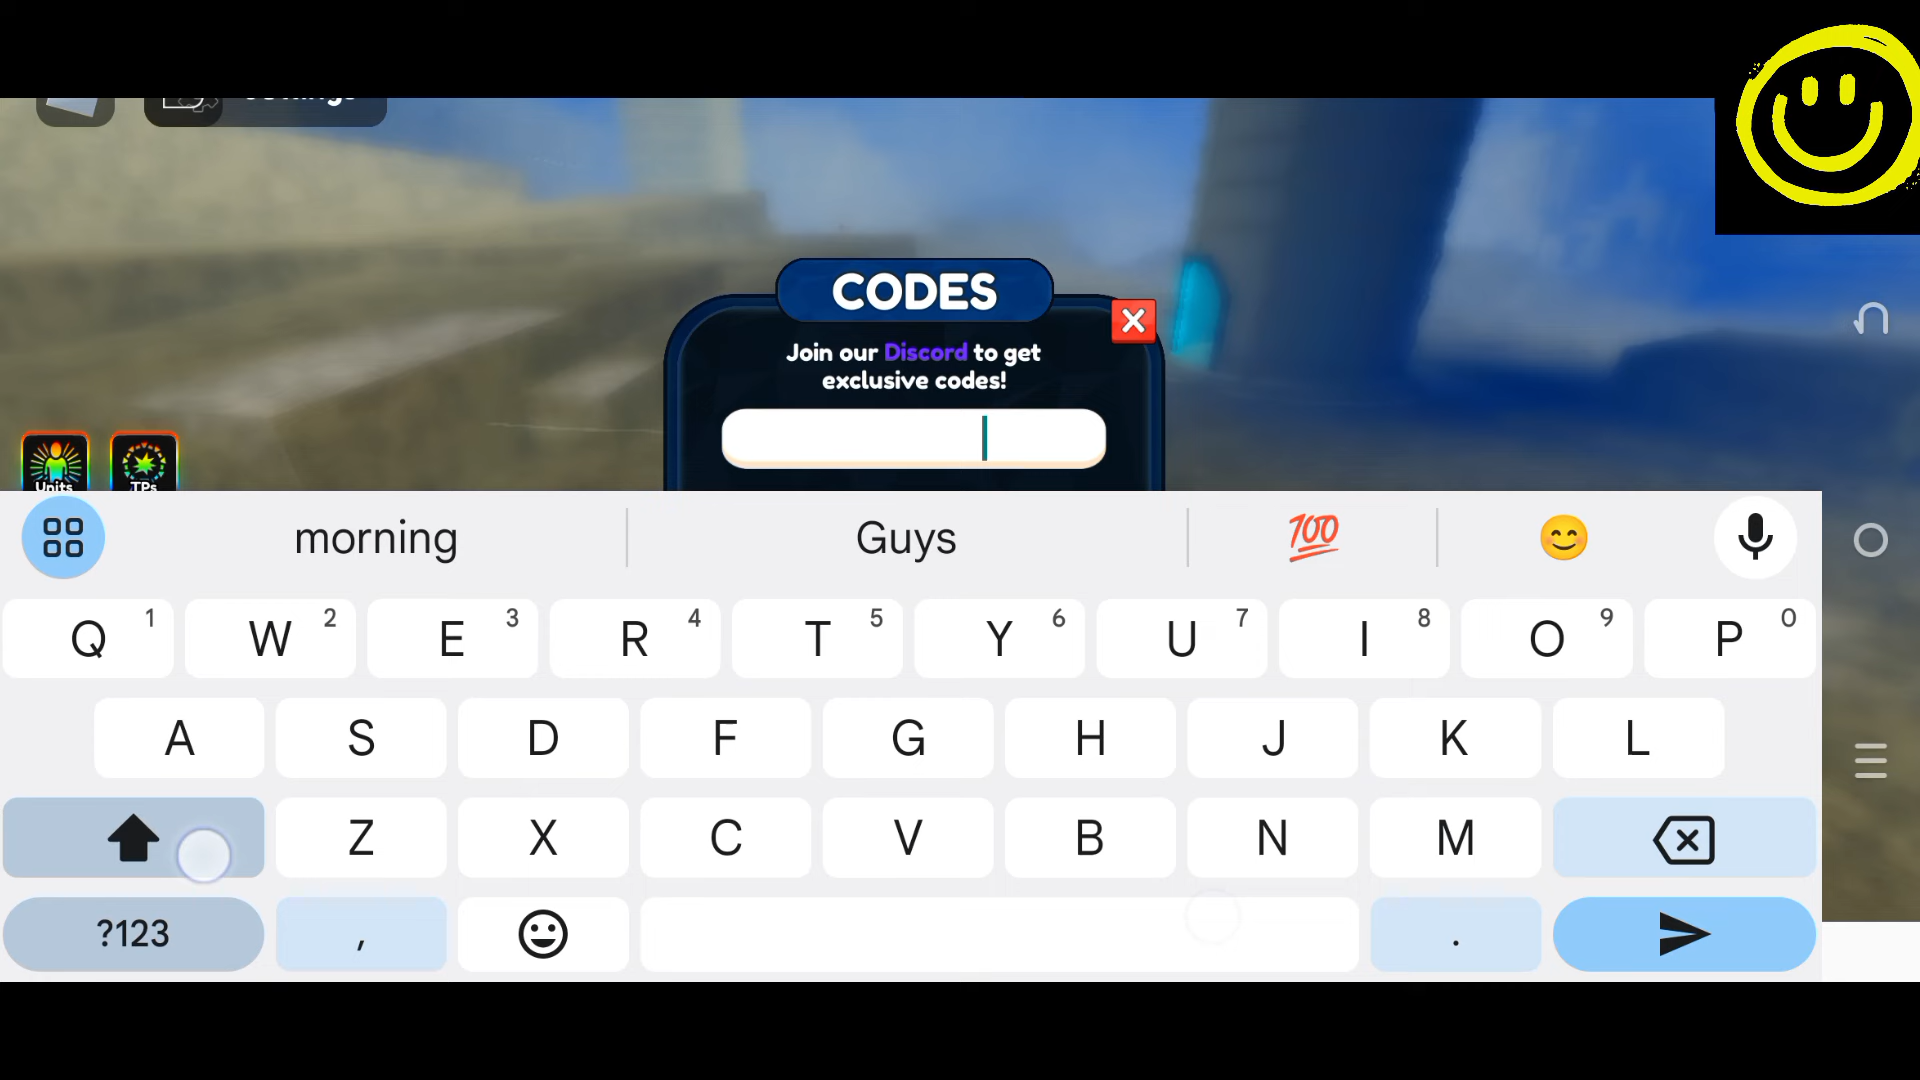 Settings
CODES
Join our Discord to get
exclusive codes!
Units
TPs
morning
Guys
💯
😊
Q 1 W 2 E 3 R 4 T 5 Y 6 U 7 I 8 O 9 P 0
A S D F G H J K L
Z X C V B N M
?123 , .